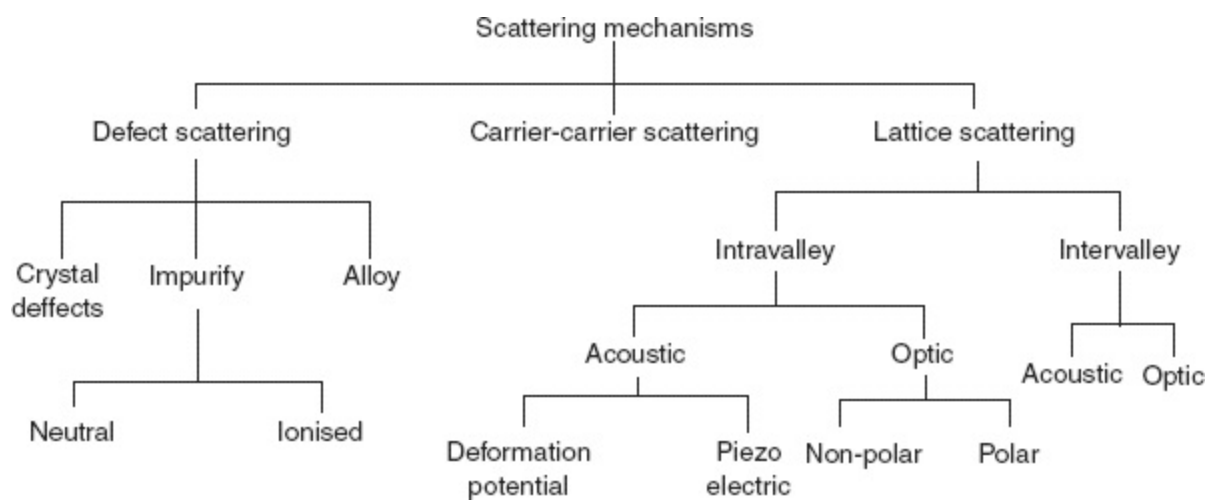 Scattering mechanisms
Defect scattering
Carrier-carrier scattering
Lattice scattering
Intravalley
Intervalley
Crystal
deffects
Impurify
Alloy
Acoustic
Optic
Acoustic
Optic
Neutral
Ionised
Deformation
potential
Piezo
electric
Non-polar
Polar